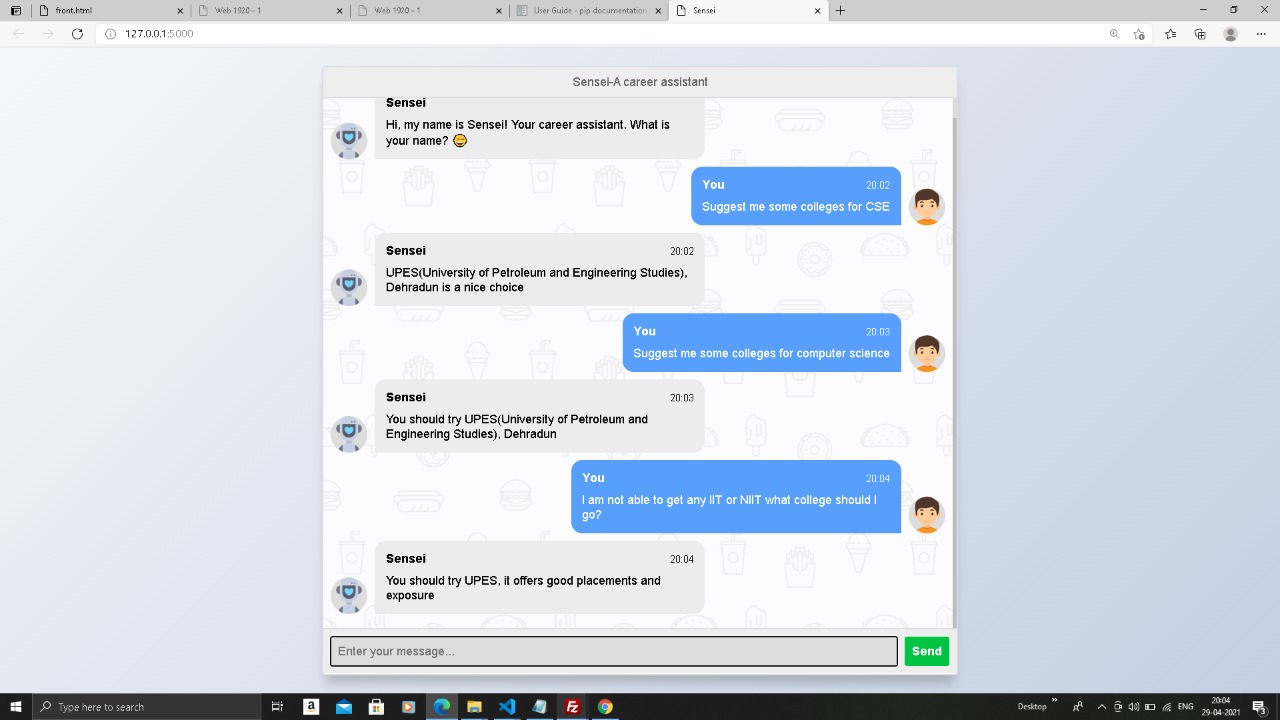 front.html
Web 1920 – 1
Web 1920 – 1
User Guide - pip documentation
Sensei
127.0.0.1:5000
Sensei-A career assistant
Sensei
Hi, my name is Sensei! Your career assistant. What is
your name? 😊
You 20:02
Suggest me some colleges for CSE
Sensei 20:02
UPES(University of Petroleum and Engineering Studies),
Dehradun is a nice choice
You 20:03
Suggest me some colleges for computer science
Sensei 20:03
You should try UPES(University of Petroleum and
Engineering Studies), Dehradun
You 20:04
I am not able to get any IIT or NIIT what college should I
go?
Sensei 20:04
You should try UPES, it offers good placements and
exposure
Enter your message... Send
Type here to search
a
Fz
Desktop
ENG
20:04
29-04-2021